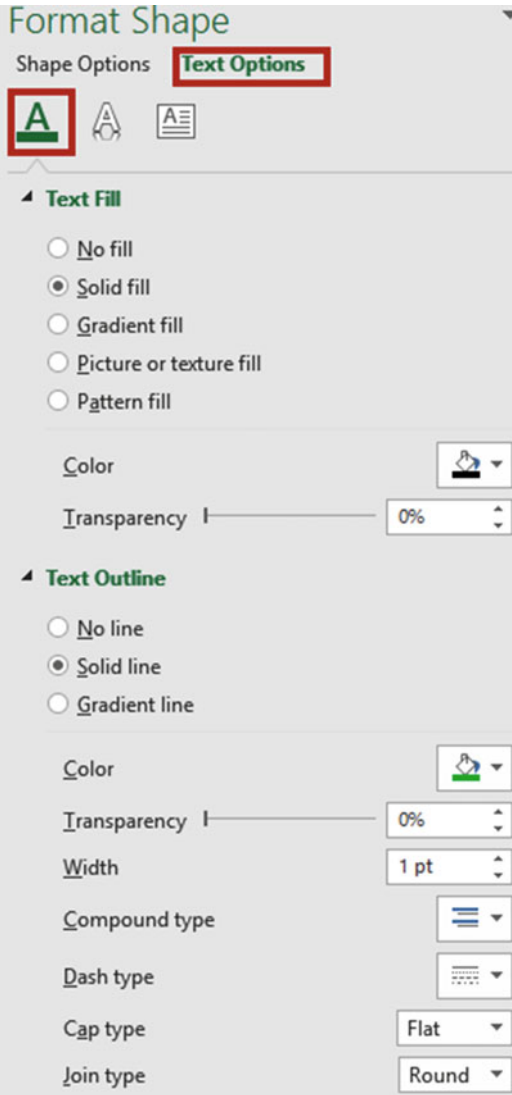 Format Shape
Shape Options Text Options
A A A
Text Fill
No fill
Solid fill
Gradient fill
Picture or texture fill
Pattern fill
Color
Transparency 0%
Text Outline
No line
Solid line
Gradient line
Color
Transparency 0%
Width 1 pt
Compound type
Dash type
Cap type Flat
Join type Round